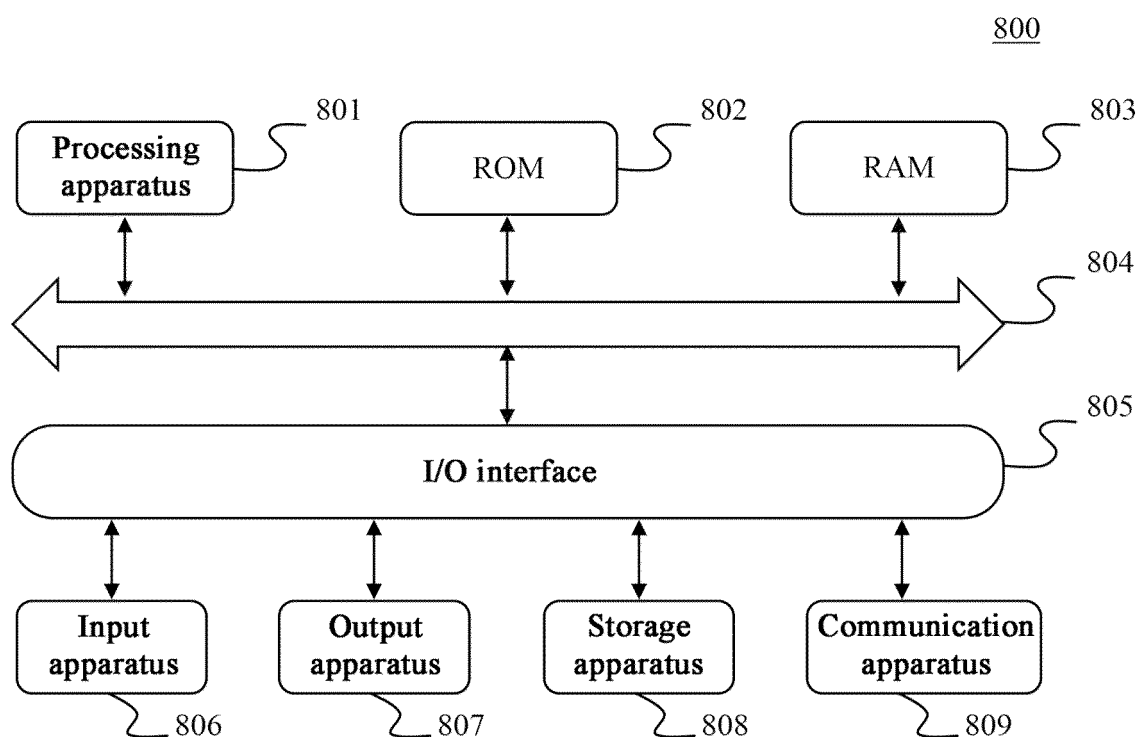 800
801
802
803
Processing
apparatus
ROM
RAM
804
805
I/O interface
Input
apparatus
Output
apparatus
Storage
apparatus
Communication
apparatus
806
807
808
809